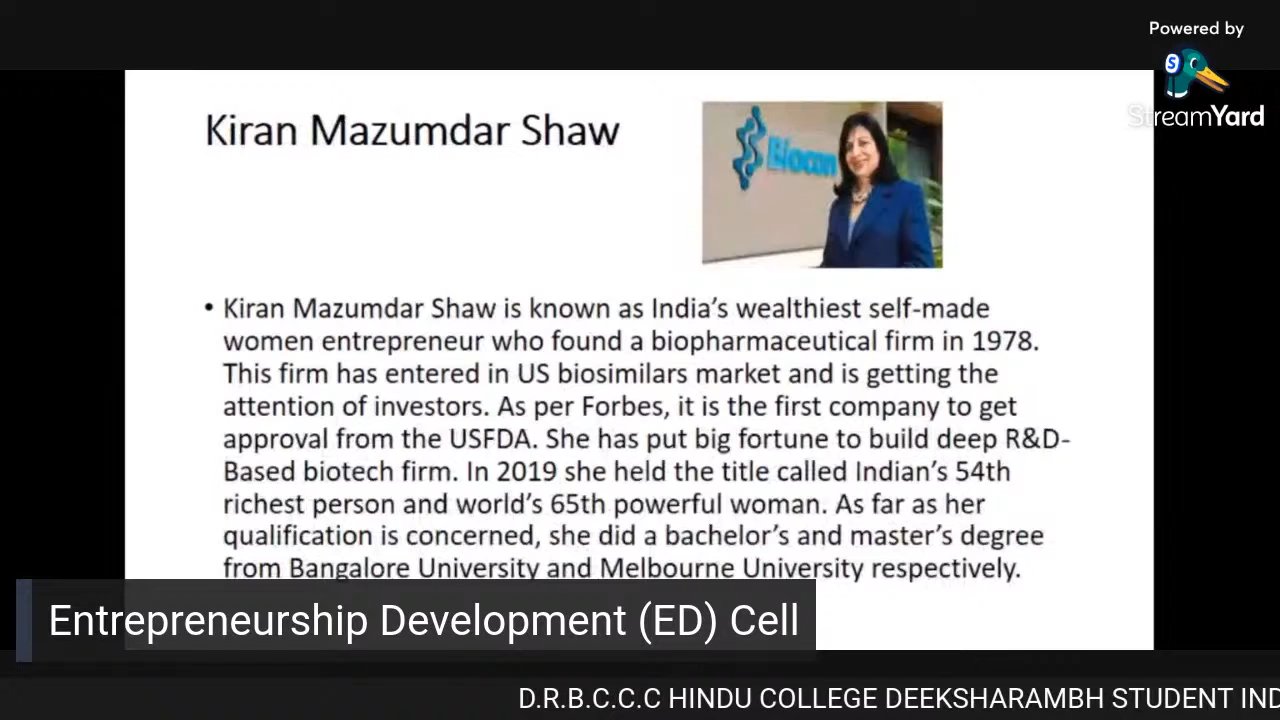 Powered by
S
StreamYard
Kiran Mazumdar Shaw
Biocon
• Kiran Mazumdar Shaw is known as India’s wealthiest self-made
women entrepreneur who found a biopharmaceutical firm in 1978.
This firm has entered in US biosimilars market and is getting the
attention of investors. As per Forbes, it is the first company to get
approval from the USFDA. She has put big fortune to build deep R&D-
Based biotech firm. In 2019 she held the title called Indian’s 54th
richest person and world’s 65th powerful woman. As far as her
qualification is concerned, she did a bachelor’s and master’s degree
from Bangalore University and Melbourne University respectively.
Entrepreneurship Development (ED) Cell
D.R.B.C.C.C HINDU COLLEGE DEEKSHARAMBH STUDENT IND